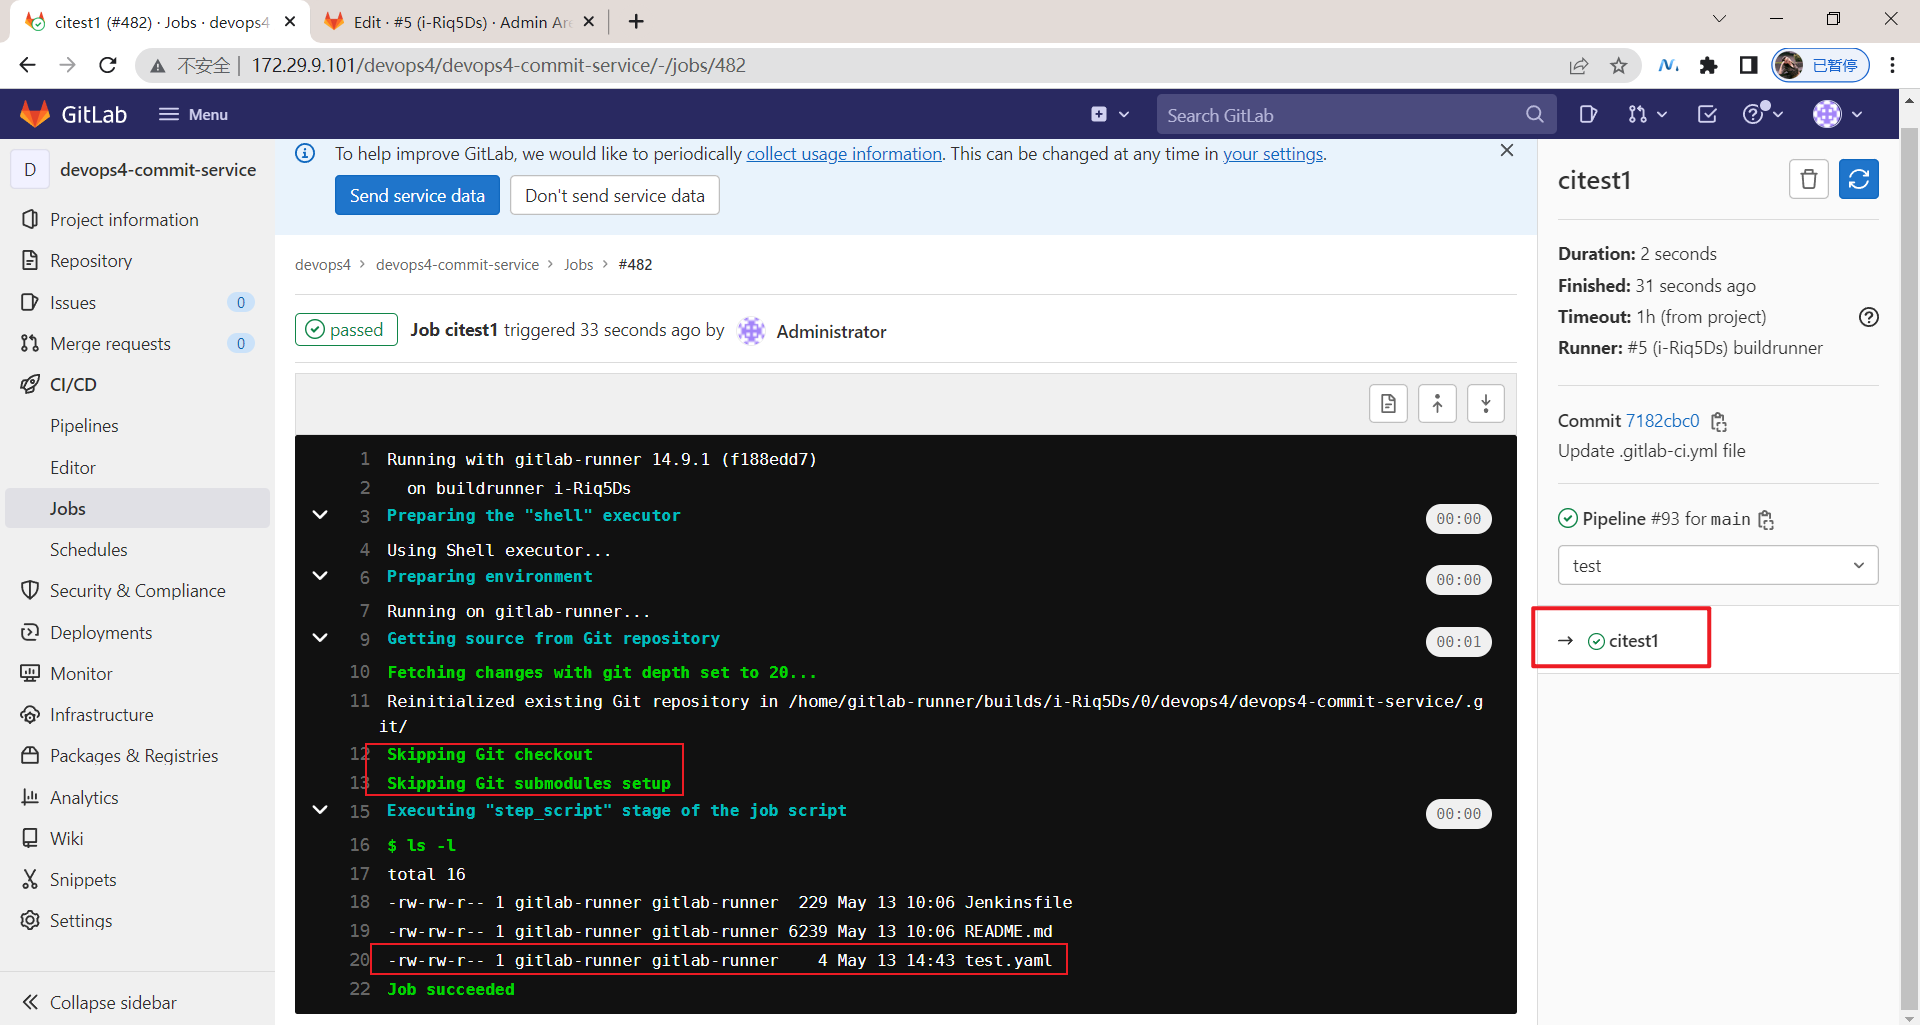 citest1 (#482) · Jobs · devops4
Edit · #5 (i-Riq5Ds) · Admin Are
不安全 | 172.29.9.101/devops4/devops4-commit-service/-/jobs/482
已暂停
GitLab
Menu
Search GitLab
D devops4-commit-service
Project information
Repository
Issues 0
Merge requests 0
CI/CD
Pipelines
Editor
Jobs
Schedules
Security & Compliance
Deployments
Monitor
Infrastructure
Packages & Registries
Analytics
Wiki
Snippets
Settings
Collapse sidebar
To help improve GitLab, we would like to periodically collect usage information. This can be changed at any time in your settings.
Send service data
Don't send service data
devops4 > devops4-commit-service > Jobs > #482
passed Job citest1 triggered 33 seconds ago by Administrator
1 Running with gitlab-runner 14.9.1 (f188edd7)
2 on buildrunner i-Riq5Ds
3 Preparing the "shell" executor 00:00
4 Using Shell executor...
6 Preparing environment 00:00
7 Running on gitlab-runner...
9 Getting source from Git repository 00:01
10 Fetching changes with git depth set to 20...
11 Reinitialized existing Git repository in /home/gitlab-runner/builds/i-Riq5Ds/0/devops4/devops4-commit-service/.g
it/
12 Skipping Git checkout
13 Skipping Git submodules setup
15 Executing "step_script" stage of the job script 00:00
16 $ ls -l
17 total 16
18 -rw-rw-r-- 1 gitlab-runner gitlab-runner 229 May 13 10:06 Jenkinsfile
19 -rw-rw-r-- 1 gitlab-runner gitlab-runner 6239 May 13 10:06 README.md
20 -rw-rw-r-- 1 gitlab-runner gitlab-runner 4 May 13 14:43 test.yaml
22 Job succeeded
citest1
Duration: 2 seconds
Finished: 31 seconds ago
Timeout: 1h (from project)
Runner: #5 (i-Riq5Ds) buildrunner
Commit 7182cbc0
Update .gitlab-ci.yml file
Pipeline #93 for main
test
→ citest1